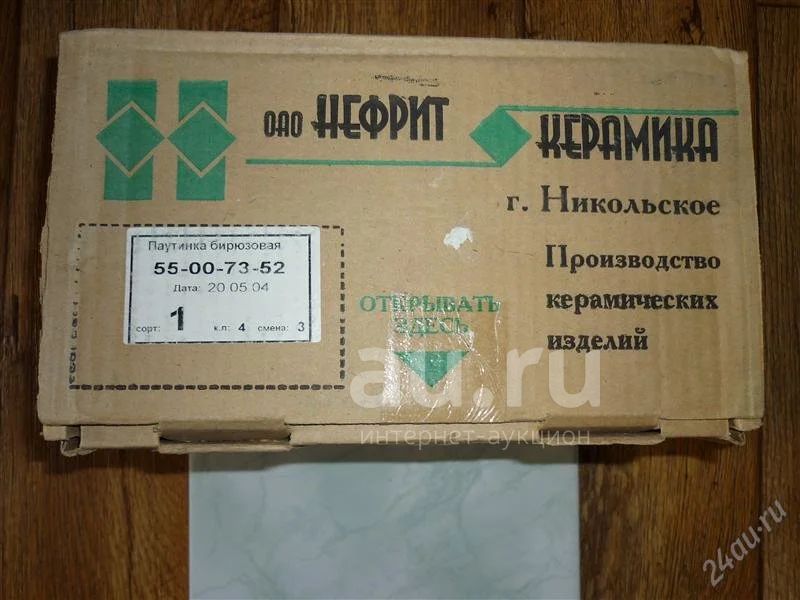 ОАО НЕФРИТ
КЕРАМИКА
г. Никольское
Производство
керамических
изделий
Паутинка бирюзовая
55-00-73-52
Дата: 20.05.04
сорт: 1 к.л: 4 смена: 3
ОТКРЫВАТЬ
ЗДЕСЬ
au.ru
интернет-аукцион
24au.ru